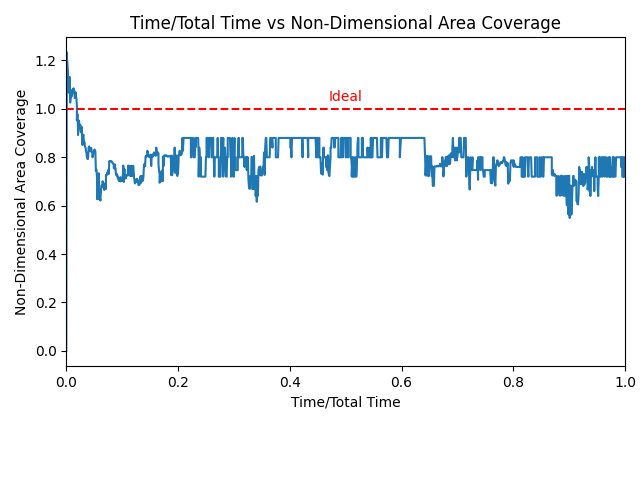 Time/Total Time vs Non-Dimensional Area Coverage
Non-Dimensional Area Coverage
1.2
1.0
0.8
0.6
0.4
0.2
0.0
Ideal
0.0 0.2 0.4 0.6 0.8 1.0
Time/Total Time